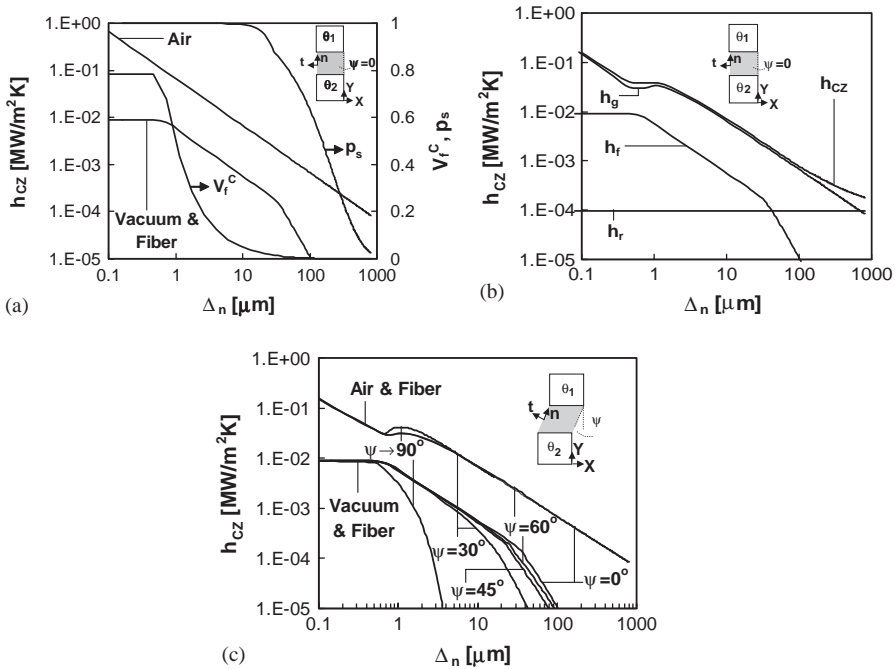 1.E+00
1.E-01
1.E-02
1.E-03
1.E-04
1.E-05
h_CZ [MW/m²K]
Air
Vacuum & Fiber
V_f^C
p_s
θ1
θ2
t
n
ψ=0
Y
X
1
0.8
0.6
0.4
0.2
0
V_f^C, p_s
0.1
1
10
100
1000
Δ_n [μm]
(a)
1.E+00
1.E-01
1.E-02
1.E-03
1.E-04
1.E-05
h_CZ [MW/m²K]
h_g
h_f
h_r
h_CZ
θ1
θ2
t
n
ψ=0
Y
X
0.1
1
10
100
1000
Δ_n [μm]
(b)
1.E+00
1.E-01
1.E-02
1.E-03
1.E-04
1.E-05
h_CZ [MW/m²K]
Air & Fiber
ψ→90°
Vacuum
& Fiber
ψ=30°
ψ=45°
ψ=60°
ψ=0°
θ1
θ2
t
n
ψ
Y
X
0.1
1
10
100
1000
Δ_n [μm]
(c)